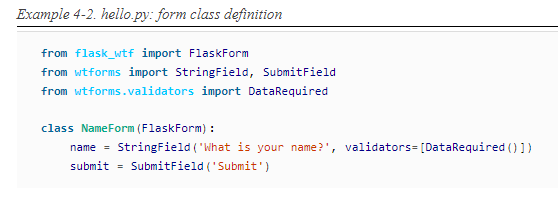 Example 4-2. hello.py: form class definition
from flask_wtf import FlaskForm
from wtforms import StringField, SubmitField
from wtforms.validators import DataRequired
class NameForm(FlaskForm):
name = StringField('What is your name?', validators=[DataRequired()])
submit = SubmitField('Submit')